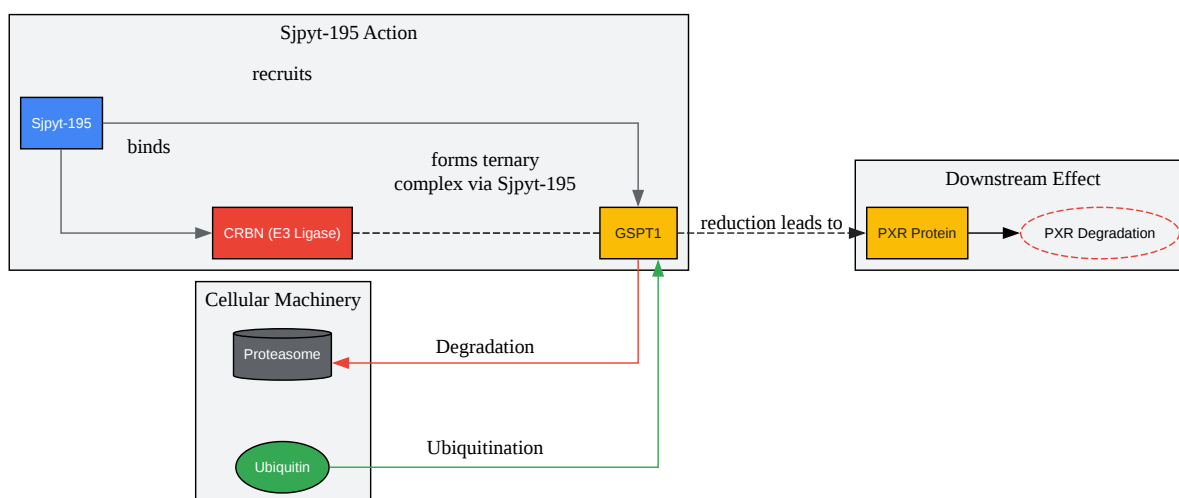 Sjpyt-195 Action
recruits
Sjpyt-195
binds
forms ternary
complex via Sjpyt-195
CRBN (E3 Ligase)
GSPT1
reduction leads to
Downstream Effect
PXR Protein
PXR Degradation
Cellular Machinery
Proteasome
Degradation
Ubiquitination
Ubiquitin